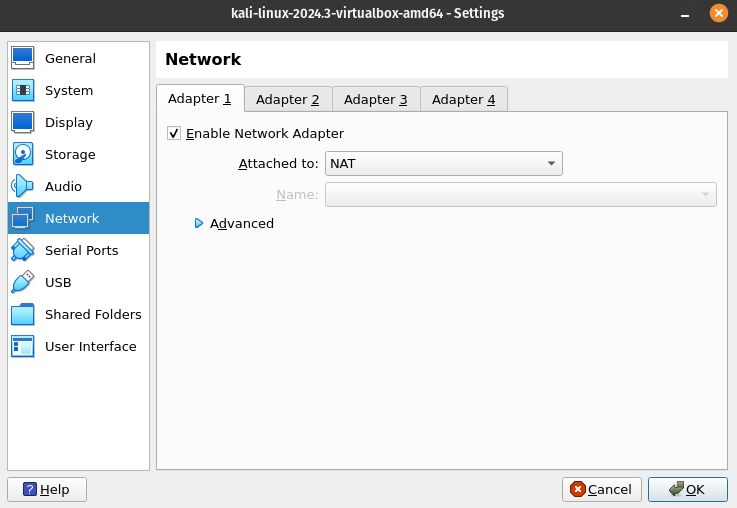 kali-linux-2024.3-virtualbox-amd64 - Settings
General
System
Display
Storage
Audio
Network
Serial Ports
USB
Shared Folders
User Interface
Network
Adapter 1 Adapter 2 Adapter 3 Adapter 4
Enable Network Adapter
Attached to: NAT
Name:
Advanced
Help Cancel OK